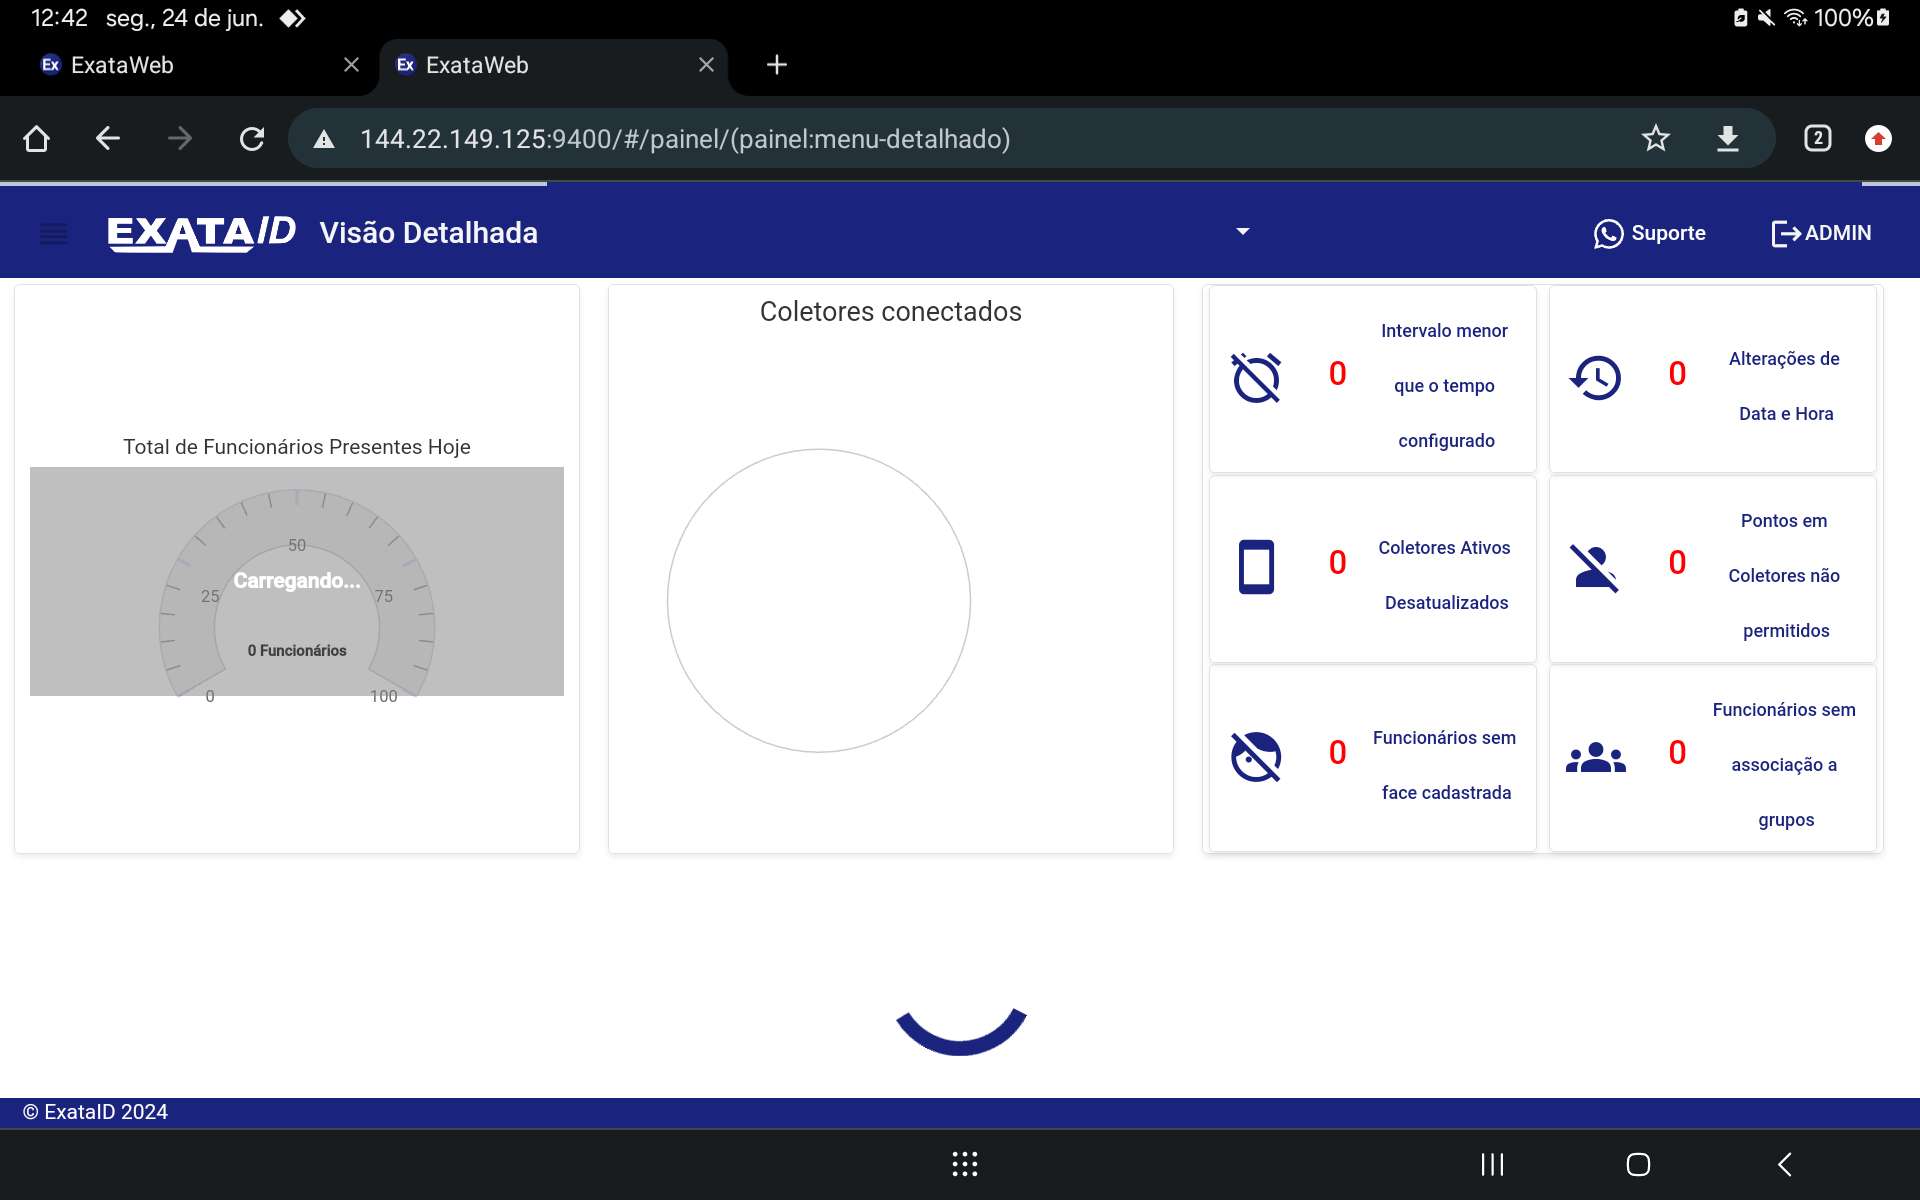 12:42 seg., 24 de jun.
100%
Ex ExataWeb
Ex ExataWeb
144.22.149.125:9400/#/painel/(painel:menu-detalhado)
2
EXATAID Visão Detalhada
Suporte
ADMIN
Total de Funcionários Presentes Hoje
50
Carregando...
25
75
0 Funcionários
0
100
Coletores conectados
0
Intervalo menor
que o tempo
configurado
0
Alterações de
Data e Hora
0
Coletores Ativos
Desatualizados
0
Pontos em
Coletores não
permitidos
0
Funcionários sem
face cadastrada
0
Funcionários sem
associação a
grupos
© ExataID 2024